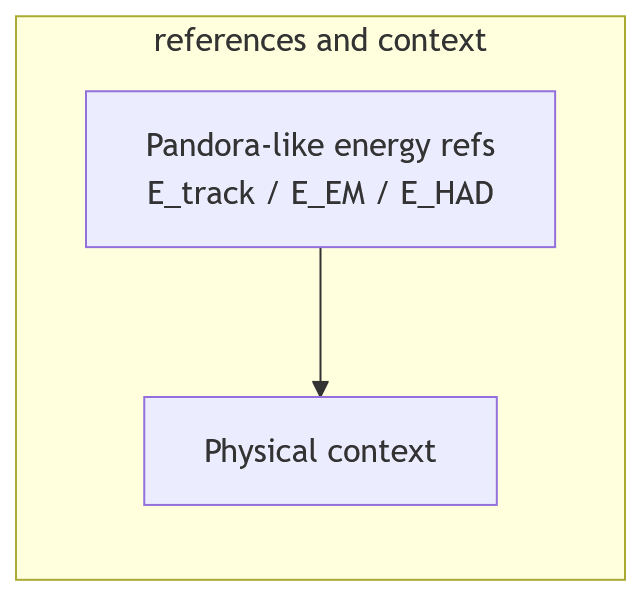 references and context
Pandora-like energy refs
E_track / E_EM / E_HAD
Physical context